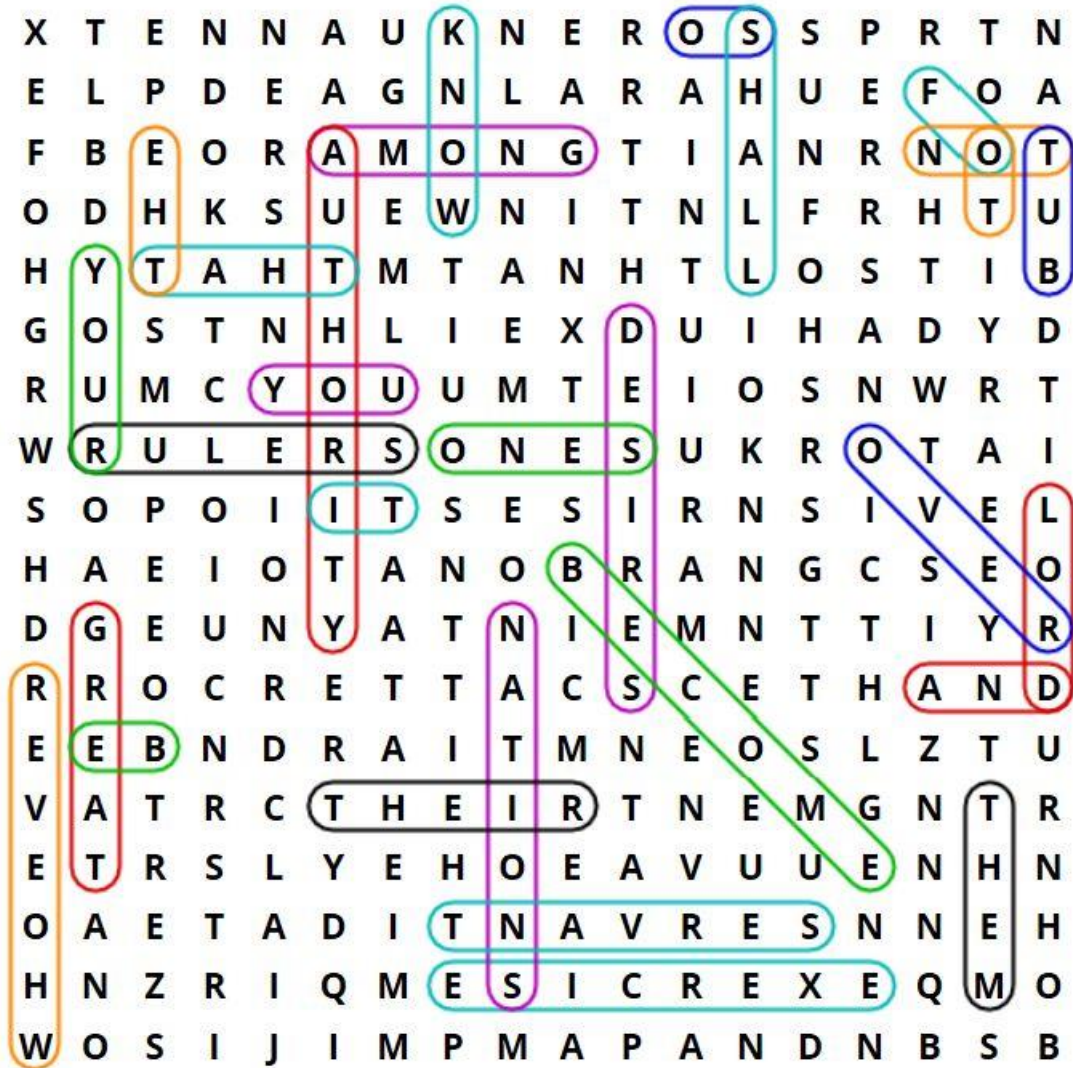 X T E N N A U K N E R O S S P R T N
E L P D E A G N L A R A H U E F O A
F B E O R A M O N G T I A N R N O T
O D H K S U E W N I T N L F R H T U
H Y T A H T M T A N H T L O S T I B
G O S T N H L I E X D U I H A D Y D
R U M C Y O U U M T E I O S N W R T
W R U L E R S O N E S U K R O T A I
S O P O I I T S E S I R N S I V E L
H A E I O T A N O B R A N G C S E O
D G E U N Y A T N I E M N T T I Y R
R R O C R E T T A C S C E T H A N D
E E B N D R A I T M N E O S L Z T U
V A T R C T H E I R T N E M G N T R
E T R S L Y E H O E A V U U E N H N
O A E T A D I T N A V R E S N N E H
H N Z R I Q M E S I C R E X E Q M O
W O S I J I M P M A P A N D N B S B